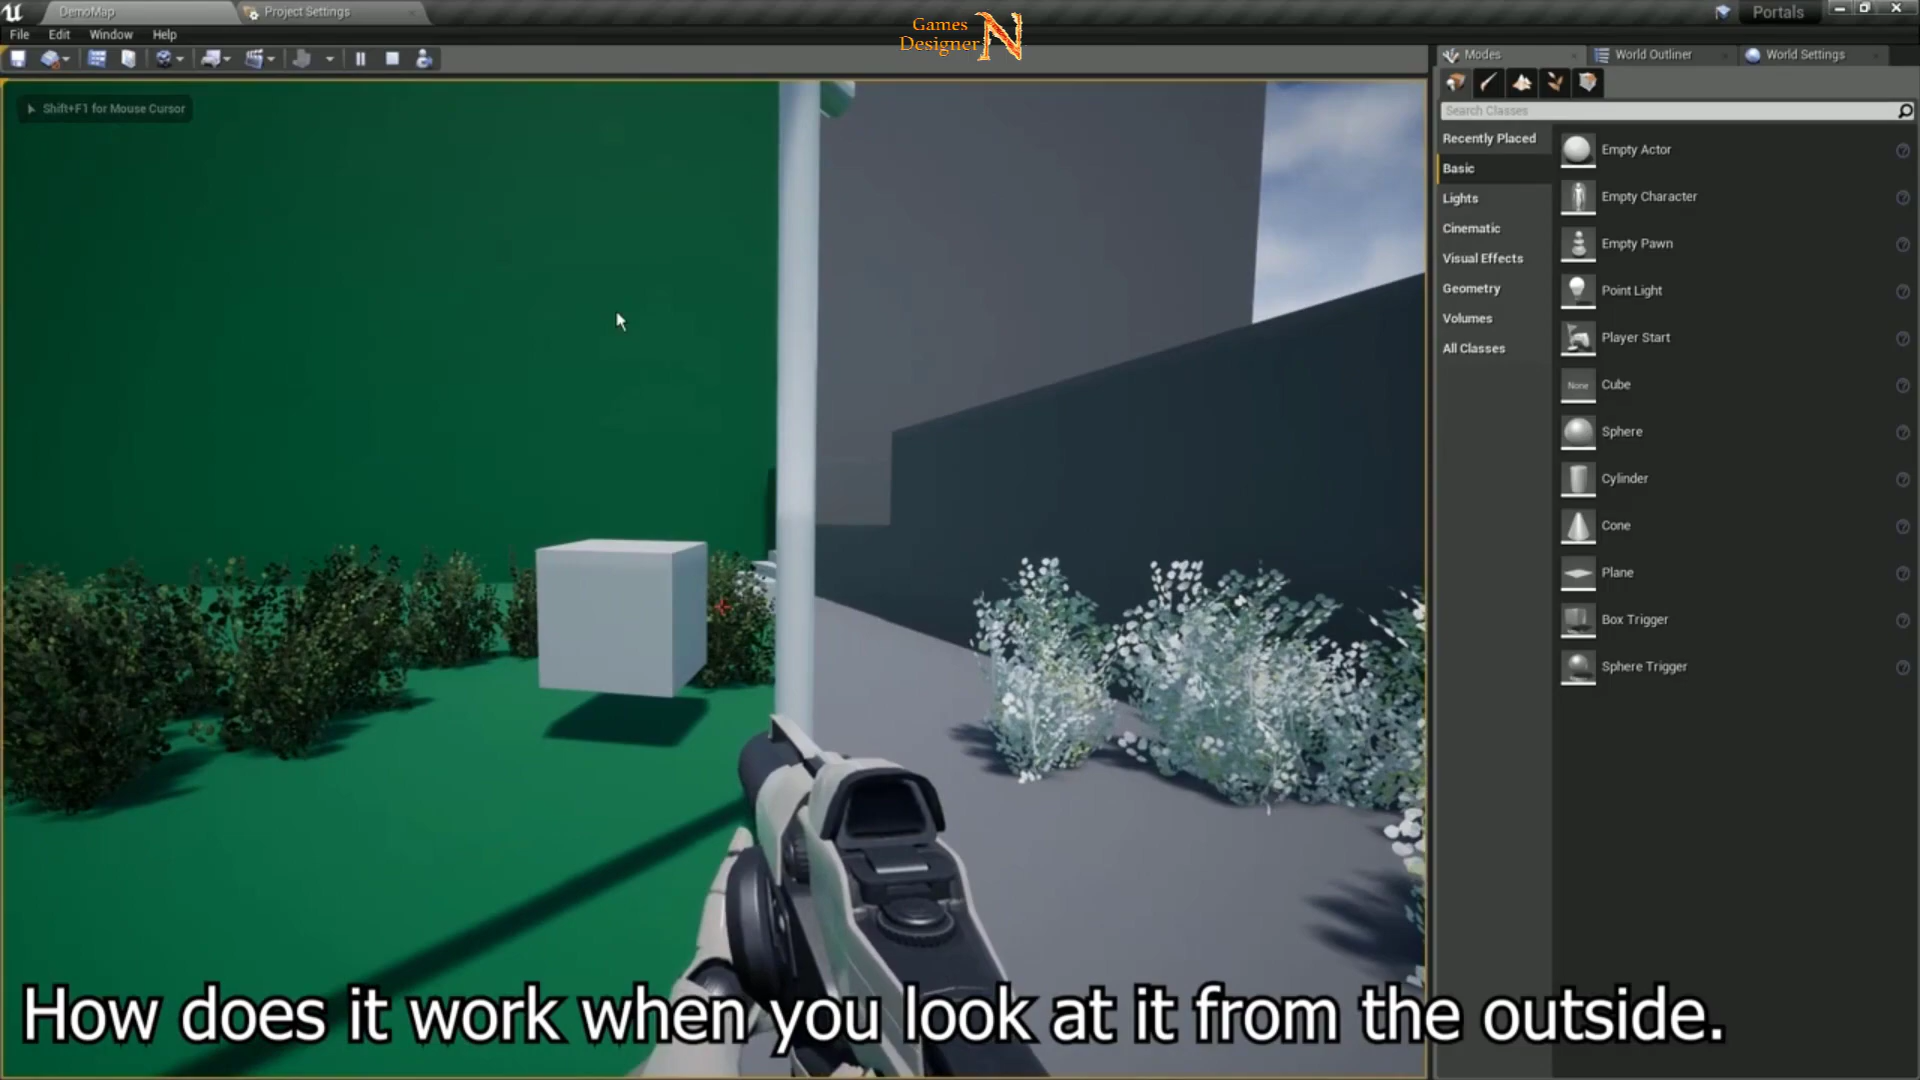 DemoMap
Project Settings
Portals
File Edit Window Help
Games
Designer N
Modes
World Outliner
World Settings
Shift+F1 for Mouse Cursor
Search Classes
Recently Placed
Basic
Lights
Cinematic
Visual Effects
Geometry
Volumes
All Classes
Empty Actor
Empty Character
Empty Pawn
Point Light
Player Start
None
Cube
Sphere
Cylinder
Cone
Plane
Box Trigger
Sphere Trigger
How does it work when you look at it from the outside.